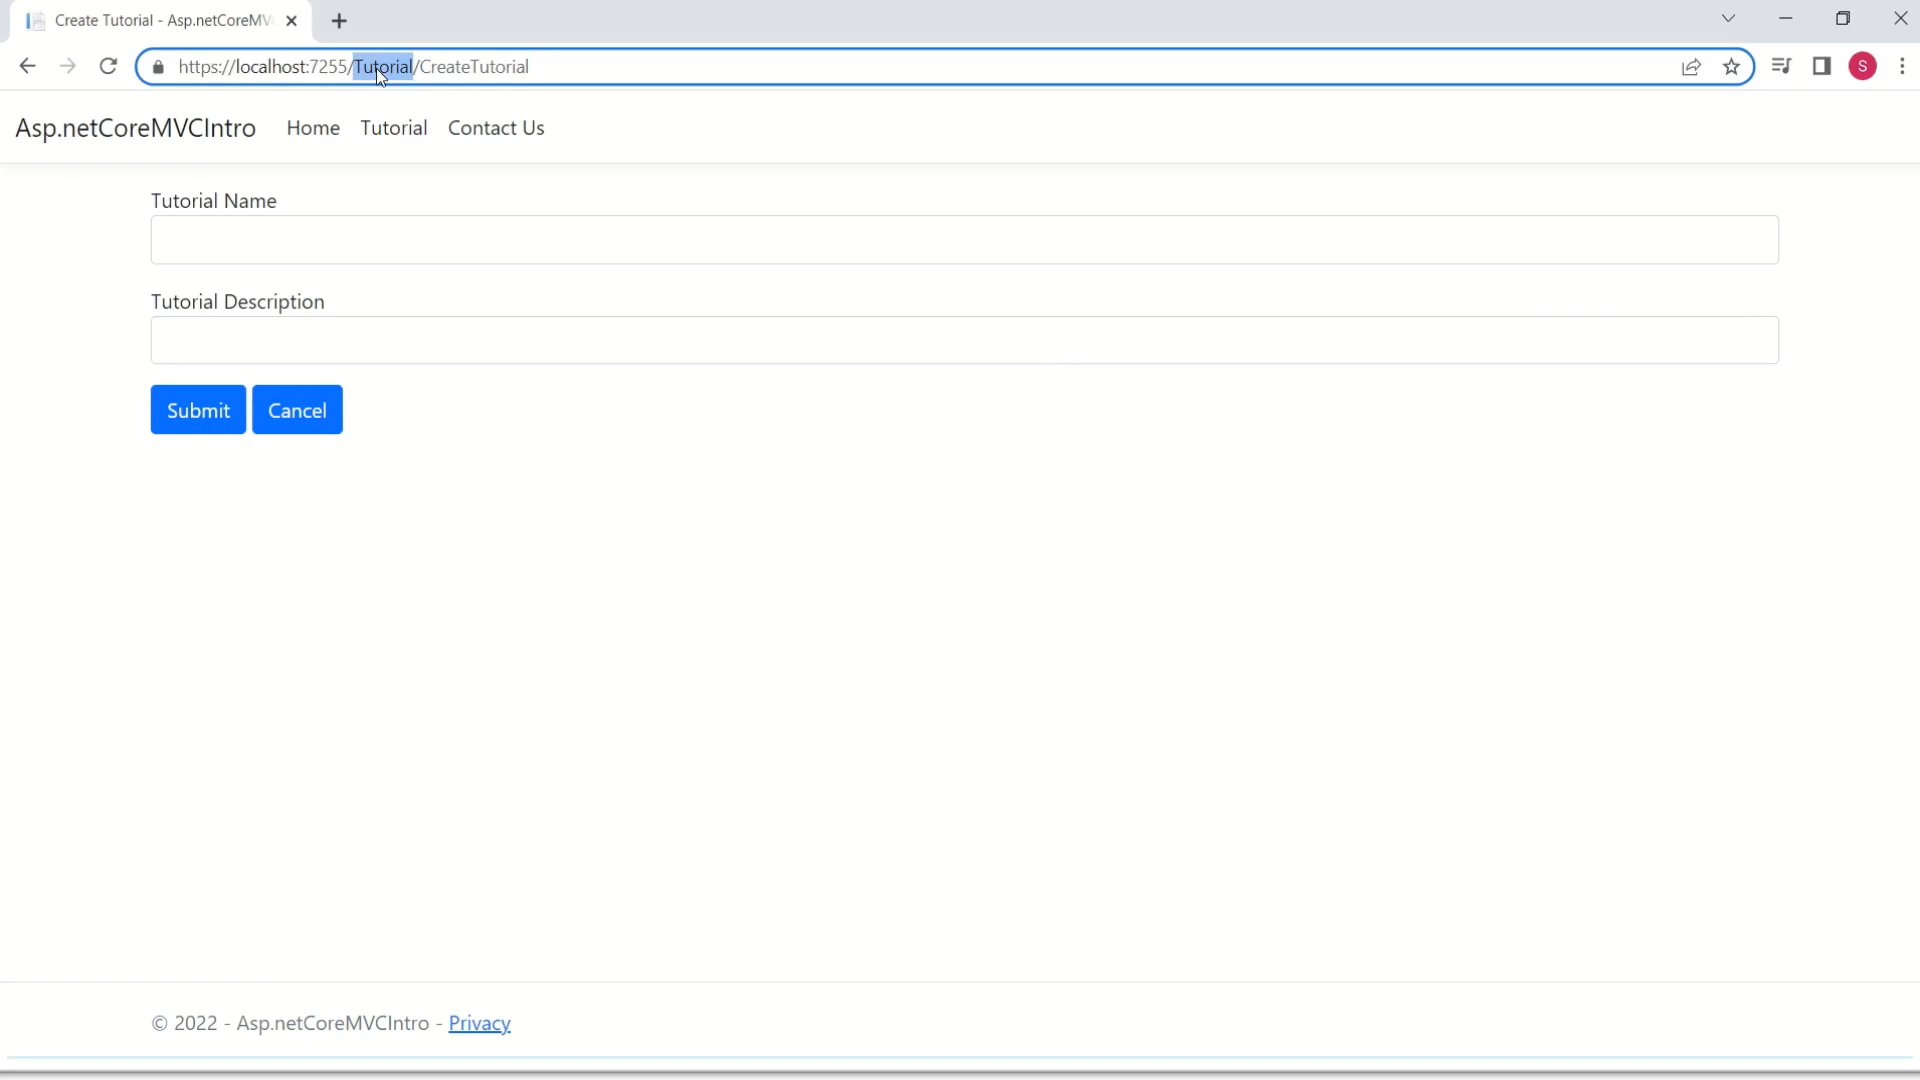 Create Tutorial - Asp.netCoreMV
https://localhost:7255/Tutorial/CreateTutorial
S
Asp.netCoreMVCIntro Home Tutorial Contact Us
Tutorial Name
Tutorial Description
Submit Cancel
© 2022 - Asp.netCoreMVCIntro - Privacy